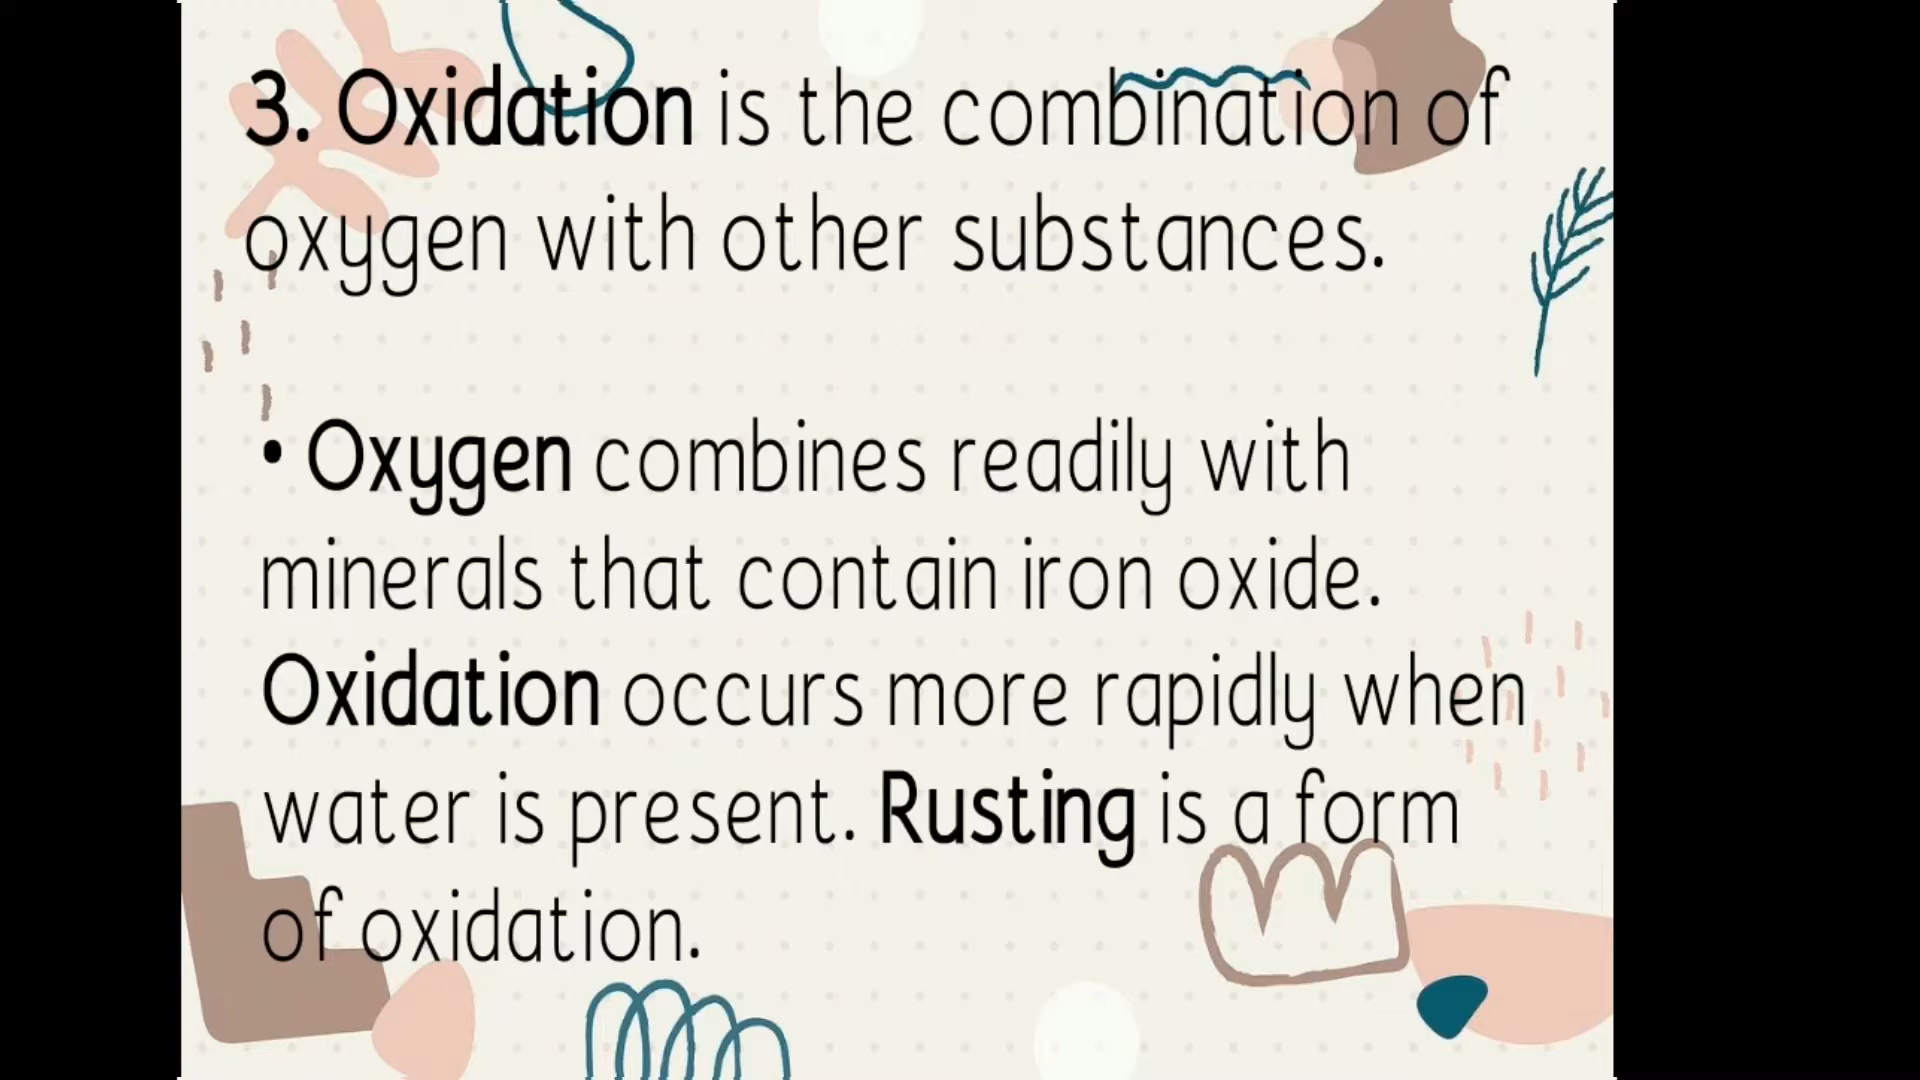 3. Oxidation is the combination of
oxygen with other substances.
• Oxygen combines readily with
minerals that contain iron oxide.
Oxidation occurs more rapidly when
water is present. Rusting is a form
of oxidation.